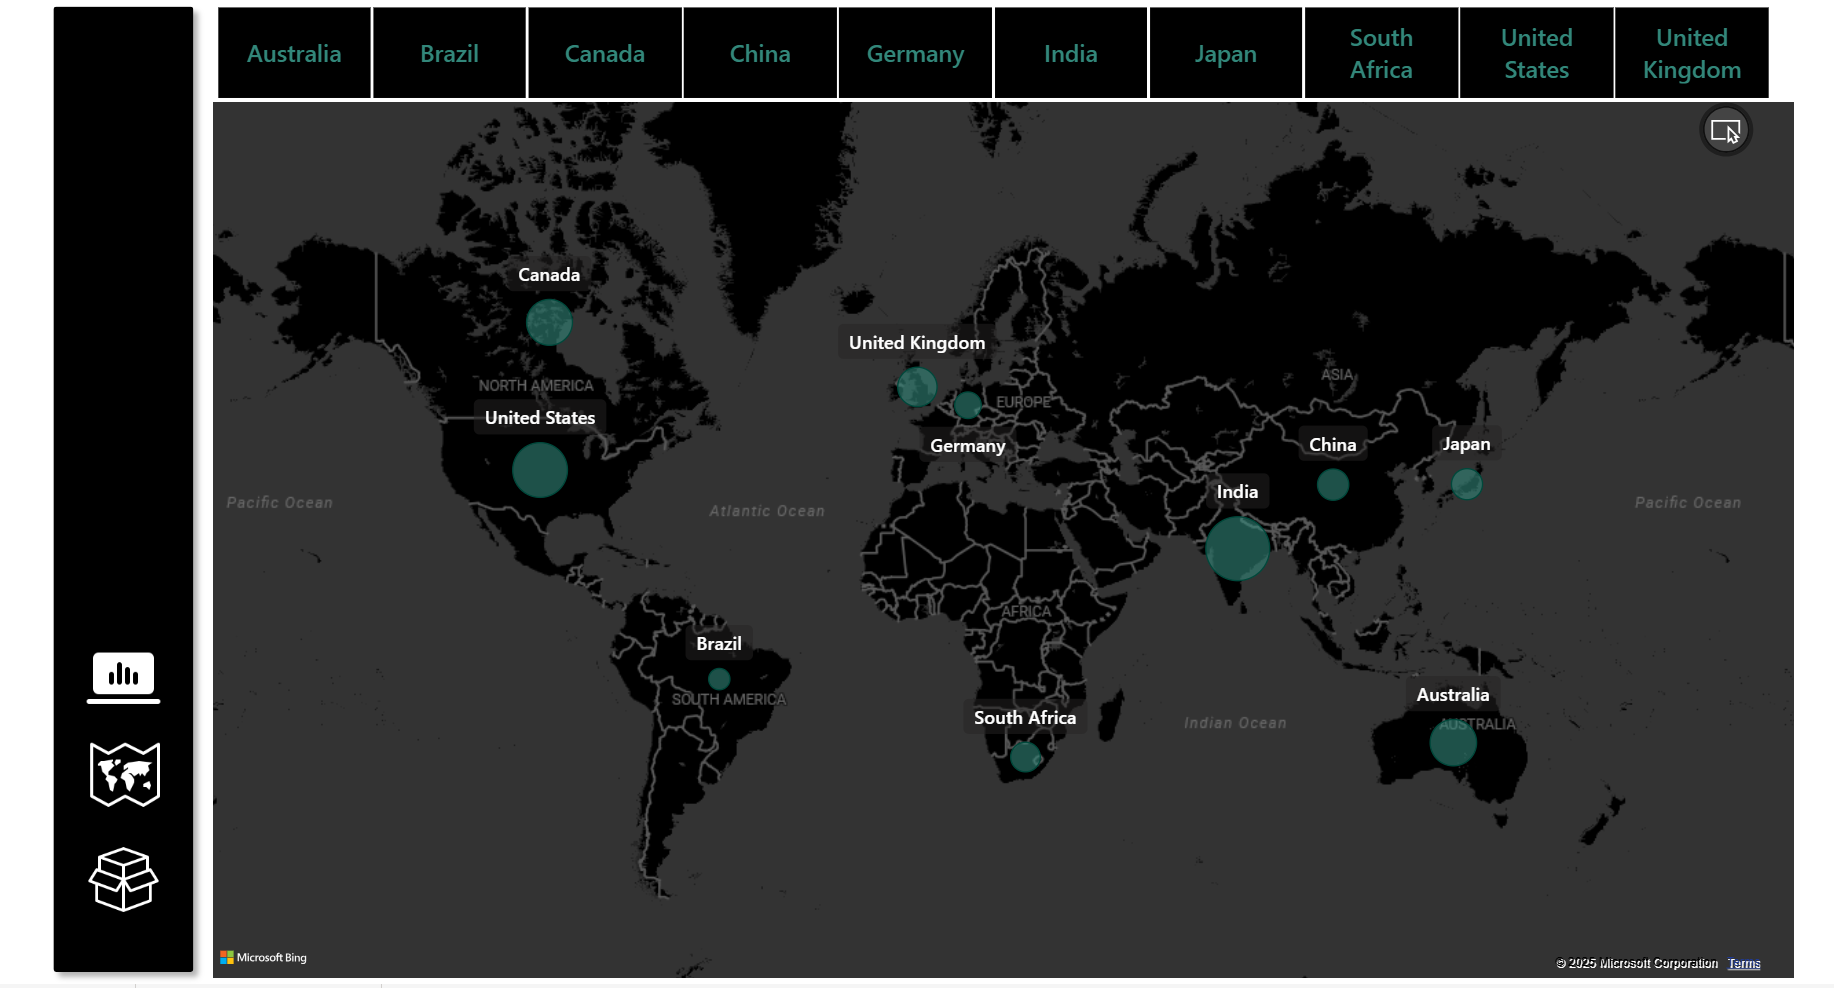 Australia
Brazil
Canada
China
Germany
India
Japan
South
Africa
United
States
United
Kingdom
Canada
United Kingdom
ASIA
NORTH AMERICA
EUROPE
United States
Germany
China
Japan
India
Pacific Ocean
Atlantic Ocean
Pacific Ocean
AFRICA
Brazil
SOUTH AMERICA
South Africa
Indian Ocean
Australia
AUSTRALIA
Microsoft Bing
© 2025 Microsoft Corporation Terms